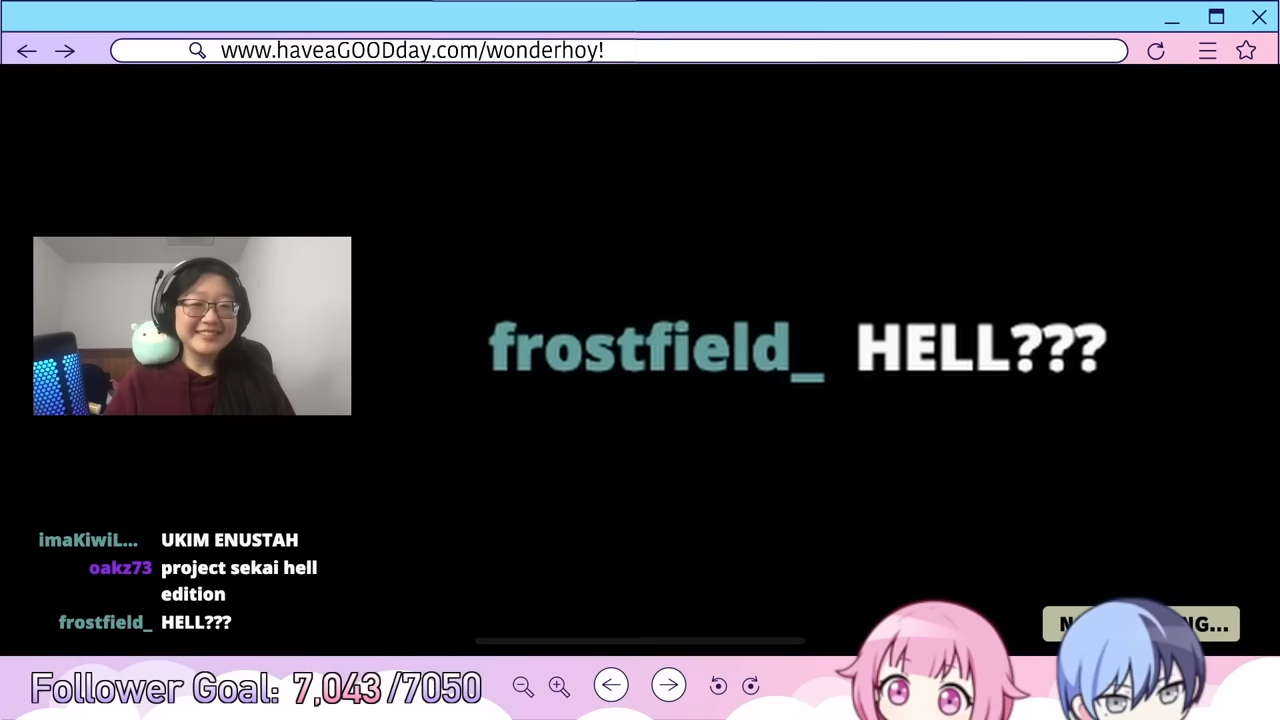 www.haveaGOODday.com/wonderhoy!
frostfield_ HELL???
imaKiwiL... UKIM ENUSTAH
oakz73 project sekai hell
edition
frostfield_ HELL???
Follower Goal: 7,043 /7050